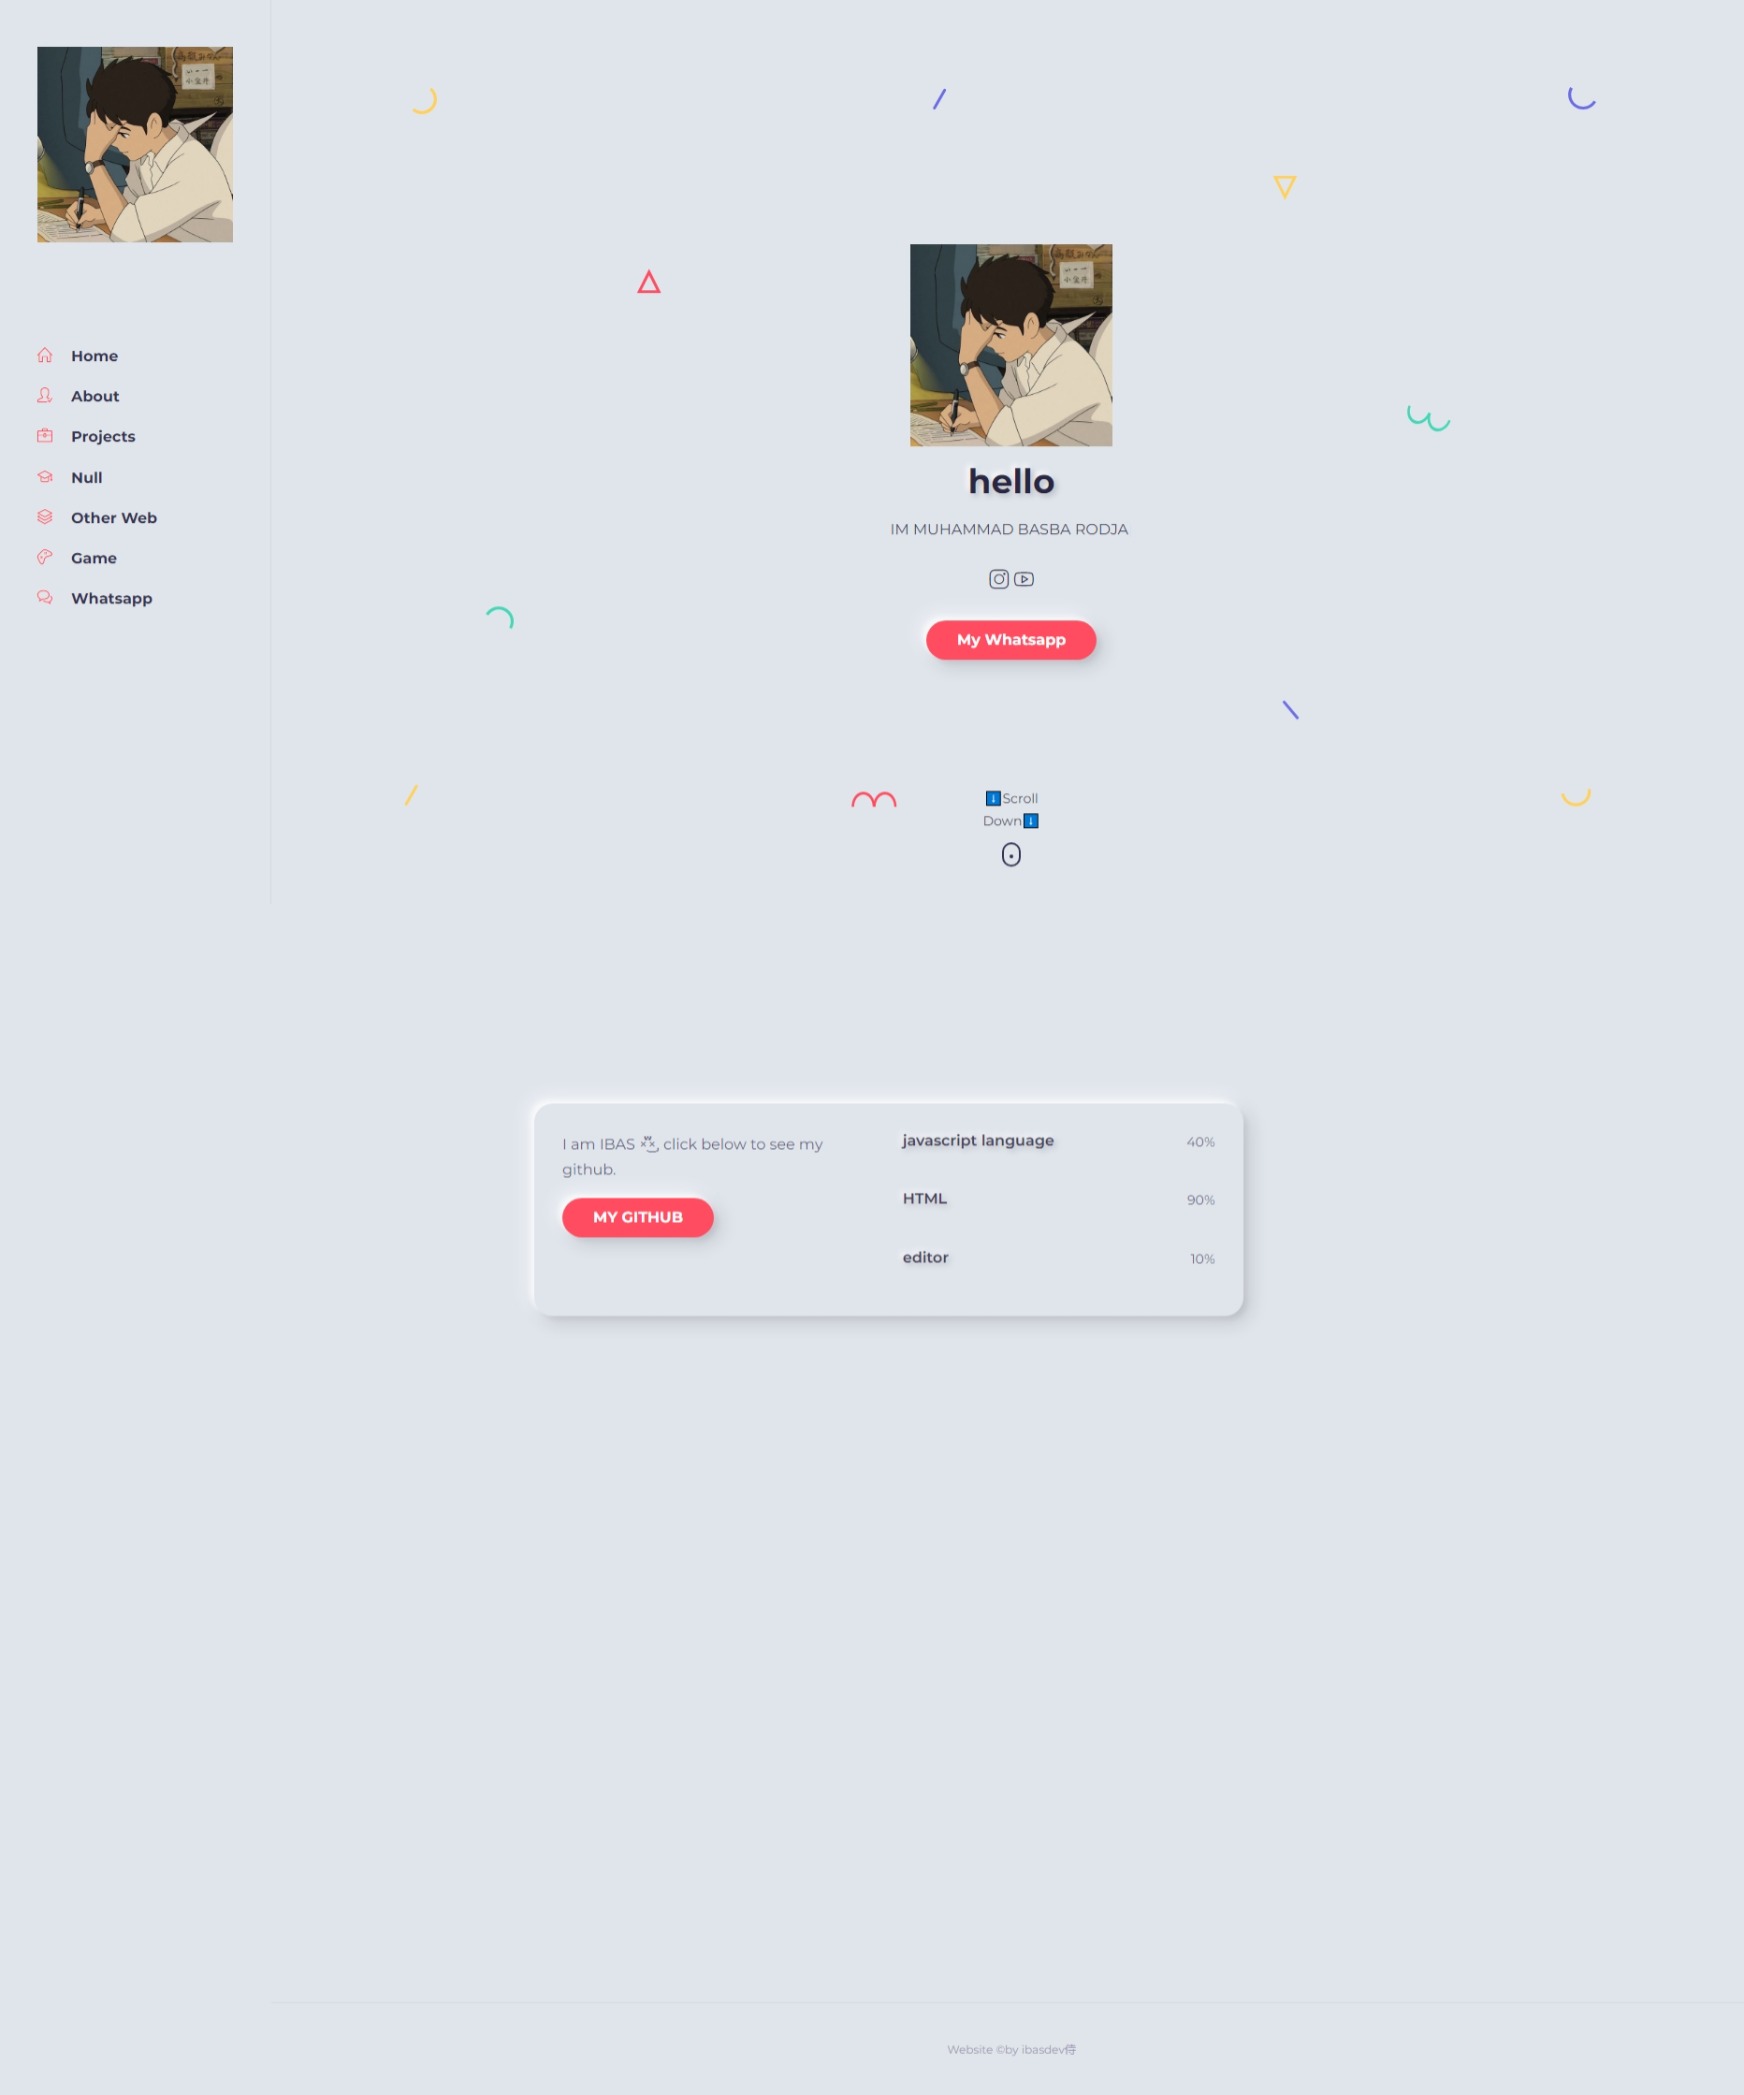 Home
About
Projects
Null
Other Web
Game
Whatsapp
hello
IM MUHAMMAD BASBA RODJA
My Whatsapp
⬇️Scroll
Down⬇️
I am IBAS click below to see my
github.
MY GITHUB
javascript language 40%
HTML 90%
editor 10%
Website ©by ibasdev侍